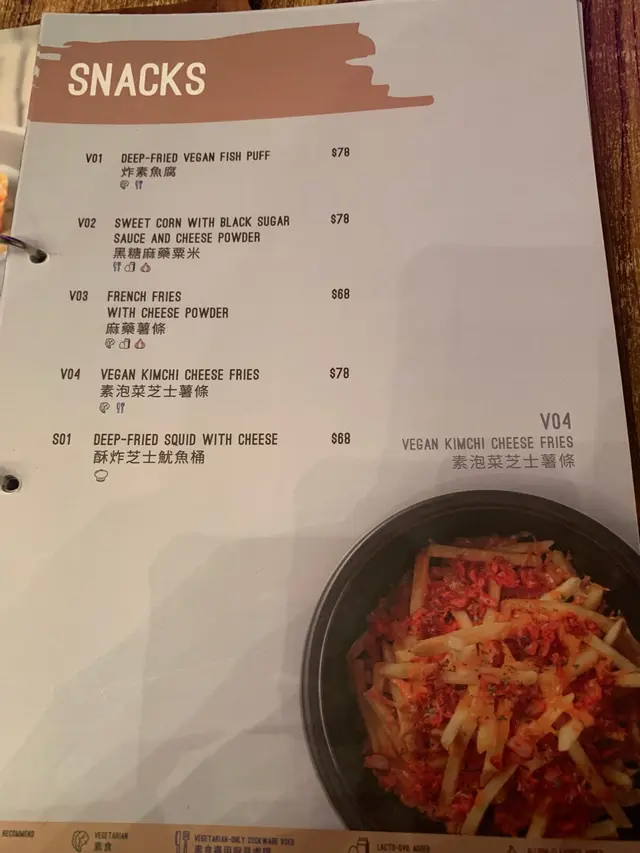 SNACKS
V01 DEEP-FRIED VEGAN FISH PUFF $78
炸素魚腐
V02 SWEET CORN WITH BLACK SUGAR $78
SAUCE AND CHEESE POWDER
黑糖麻藥粟米
V03 FRENCH FRIES $68
WITH CHEESE POWDER
麻藥薯條
V04 VEGAN KIMCHI CHEESE FRIES $78
素泡菜芝士薯條
S01 DEEP-FRIED SQUID WITH CHEESE $68
酥炸芝士魷魚桶
V04
VEGAN KIMCHI CHEESE FRIES
素泡菜芝士薯條
RECOMMEND
VEGETARIAN
素食
VEGETARIAN-ONLY COOKWARE USED
LACTO-OVO ADDED